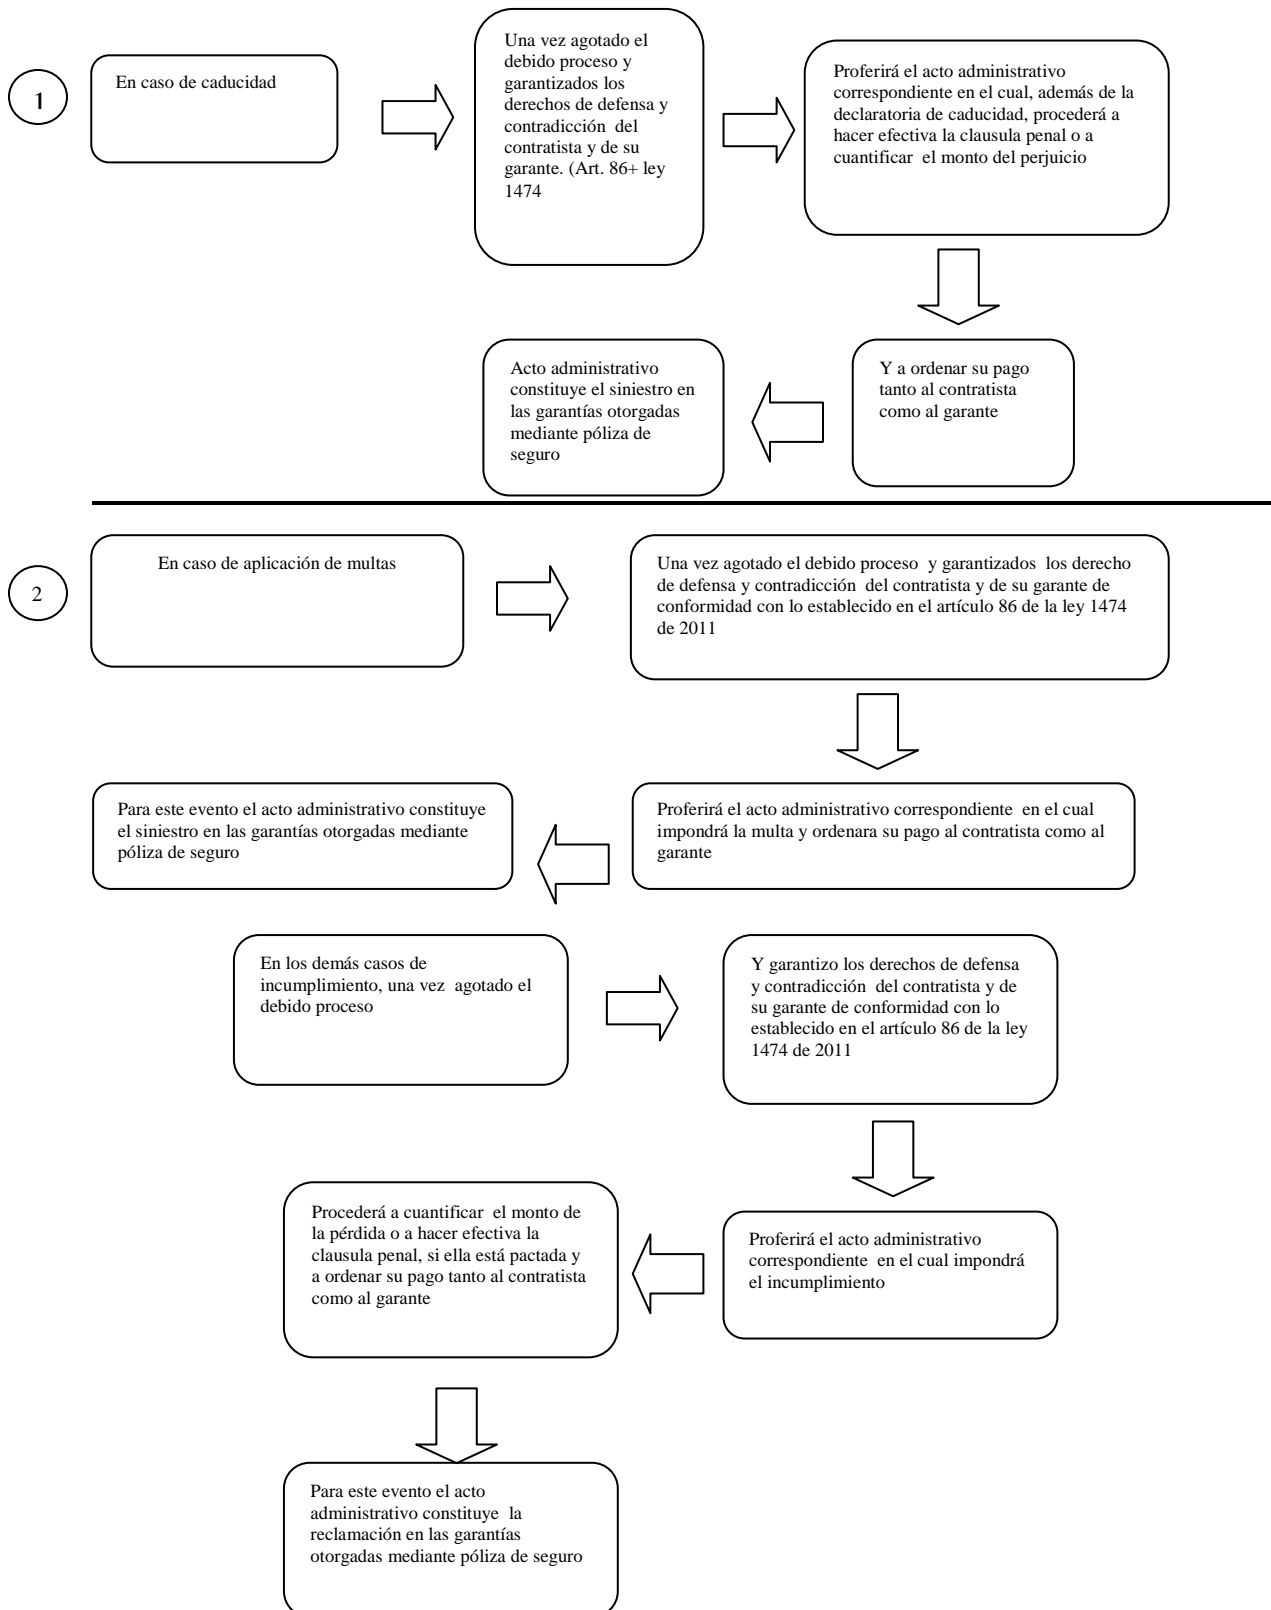 1
En caso de caducidad
Una vez agotado el
debido proceso y
garantizados los
derechos de defensa y
contradicción del
contratista y de su
garante. (Art. 86+ ley
1474
Proferirá el acto administrativo
correspondiente en el cual, además de la
declaratoria de caducidad, procederá a
hacer efectiva la clausula penal o a
cuantificar el monto del perjuicio
Y a ordenar su pago
tanto al contratista
como al garante
Acto administrativo
constituye el siniestro en
las garantías otorgadas
mediante póliza de
seguro
2
En caso de aplicación de multas
Una vez agotado el debido proceso y garantizados los derecho
de defensa y contradicción del contratista y de su garante de
conformidad con lo establecido en el artículo 86 de la ley 1474
de 2011
Proferirá el acto administrativo correspondiente en el cual
impondrá la multa y ordenara su pago al contratista como al
garante
Para este evento el acto administrativo constituye
el siniestro en las garantías otorgadas mediante
póliza de seguro
En los demás casos de
incumplimiento, una vez agotado el
debido proceso
Y garantizo los derechos de defensa
y contradicción del contratista y de
su garante de conformidad con lo
establecido en el artículo 86 de la ley
1474 de 2011
Proferirá el acto administrativo
correspondiente en el cual impondrá
el incumplimiento
Procederá a cuantificar el monto de
la pérdida o a hacer efectiva la
clausula penal, si ella está pactada y
a ordenar su pago tanto al contratista
como al garante
Para este evento el acto
administrativo constituye la
reclamación en las garantías
otorgadas mediante póliza de seguro